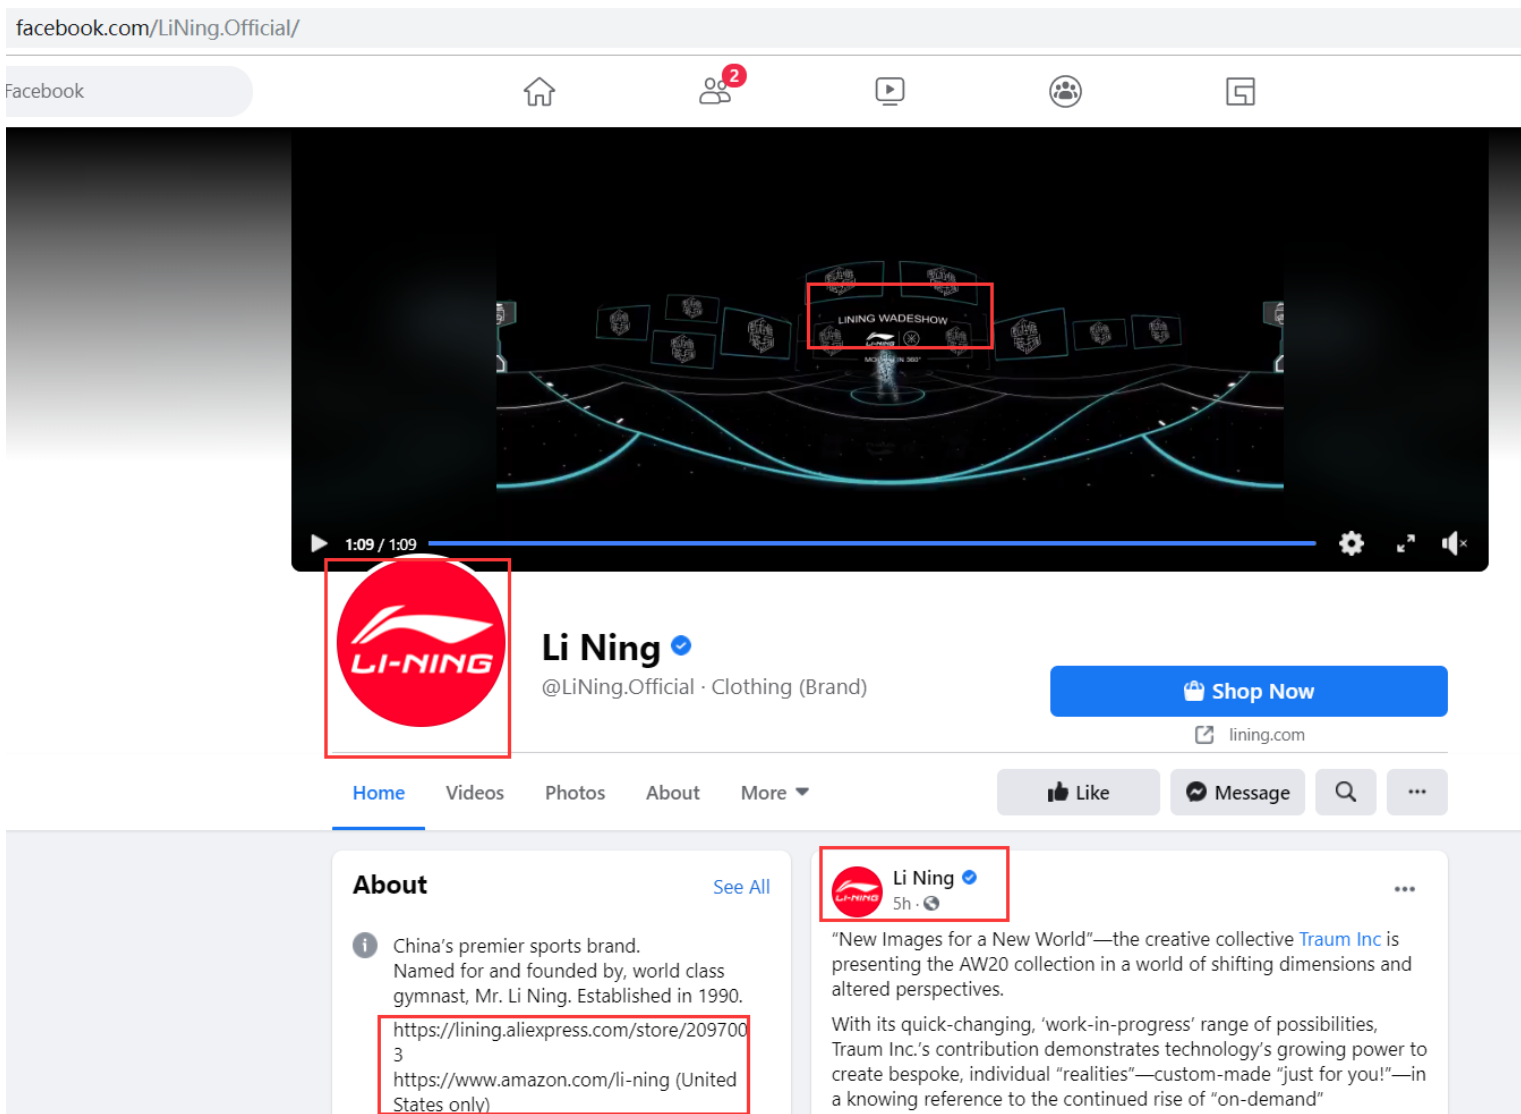 facebook.com/LiNing.Official/
Facebook
2
LINING WADESHOW
LI-NING
1:09 / 1:09
LI-NING
Li Ning
@LiNing.Official · Clothing (Brand)
Shop Now
lining.com
Home Videos Photos About More
Like Message ···
About See All
China's premier sports brand.
Named for and founded by, world class
gymnast, Mr. Li Ning. Established in 1990.
https://lining.aliexpress.com/store/209700
3
https://www.amazon.com/li-ning (United
States only)
LI-NING
Li Ning
5h ·
“New Images for a New World”—the creative collective Traum Inc is
presenting the AW20 collection in a world of shifting dimensions and
altered perspectives.
With its quick-changing, ‘work-in-progress’ range of possibilities,
Traum Inc.’s contribution demonstrates technology’s growing power to
create bespoke, individual “realities”—custom-made “just for you!”—in
a knowing reference to the continued rise of “on-demand”